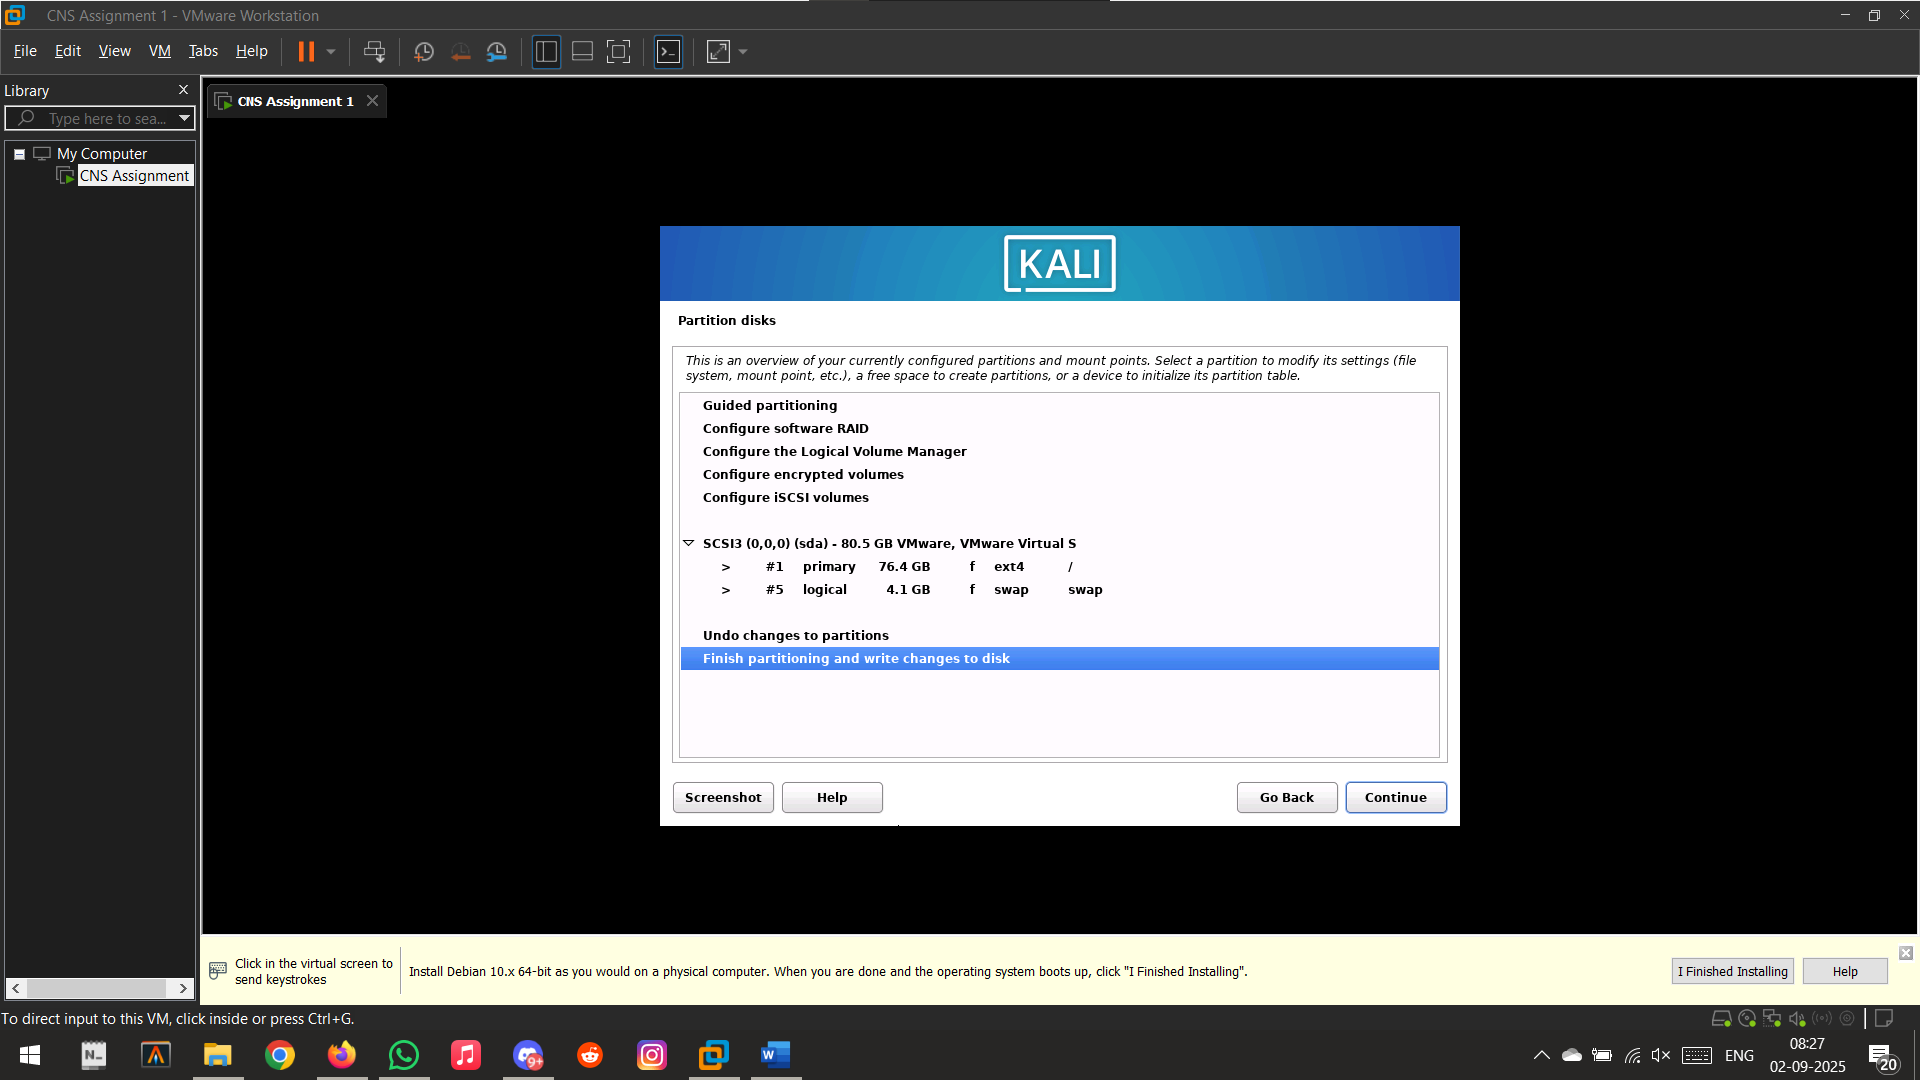 CNS Assignment 1 - VMware Workstation
File Edit View VM Tabs Help
Library
Type here to sea...
My Computer
CNS Assignment
CNS Assignment 1
KALI
Partition disks
This is an overview of your currently configured partitions and mount points. Select a partition to modify its settings (file
system, mount point, etc.), a free space to create partitions, or a device to initialize its partition table.
Guided partitioning
Configure software RAID
Configure the Logical Volume Manager
Configure encrypted volumes
Configure iSCSI volumes
SCSI3 (0,0,0) (sda) - 80.5 GB VMware, VMware Virtual S
> #1 primary 76.4 GB f ext4 /
> #5 logical 4.1 GB f swap swap
Undo changes to partitions
Finish partitioning and write changes to disk
Screenshot Help Go Back Continue
Click in the virtual screen to
send keystrokes
Install Debian 10.x 64-bit as you would on a physical computer. When you are done and the operating system boots up, click "I Finished Installing".
I Finished Installing Help
To direct input to this VM, click inside or press Ctrl+G.
N
9+
W
ENG
08:27
02-09-2025
20